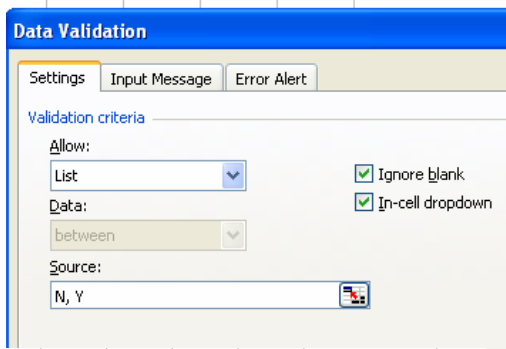 Data Validation
Settings Input Message Error Alert
Validation criteria
Allow:
List
Ignore blank
Data:
In-cell dropdown
between
Source:
N, Y